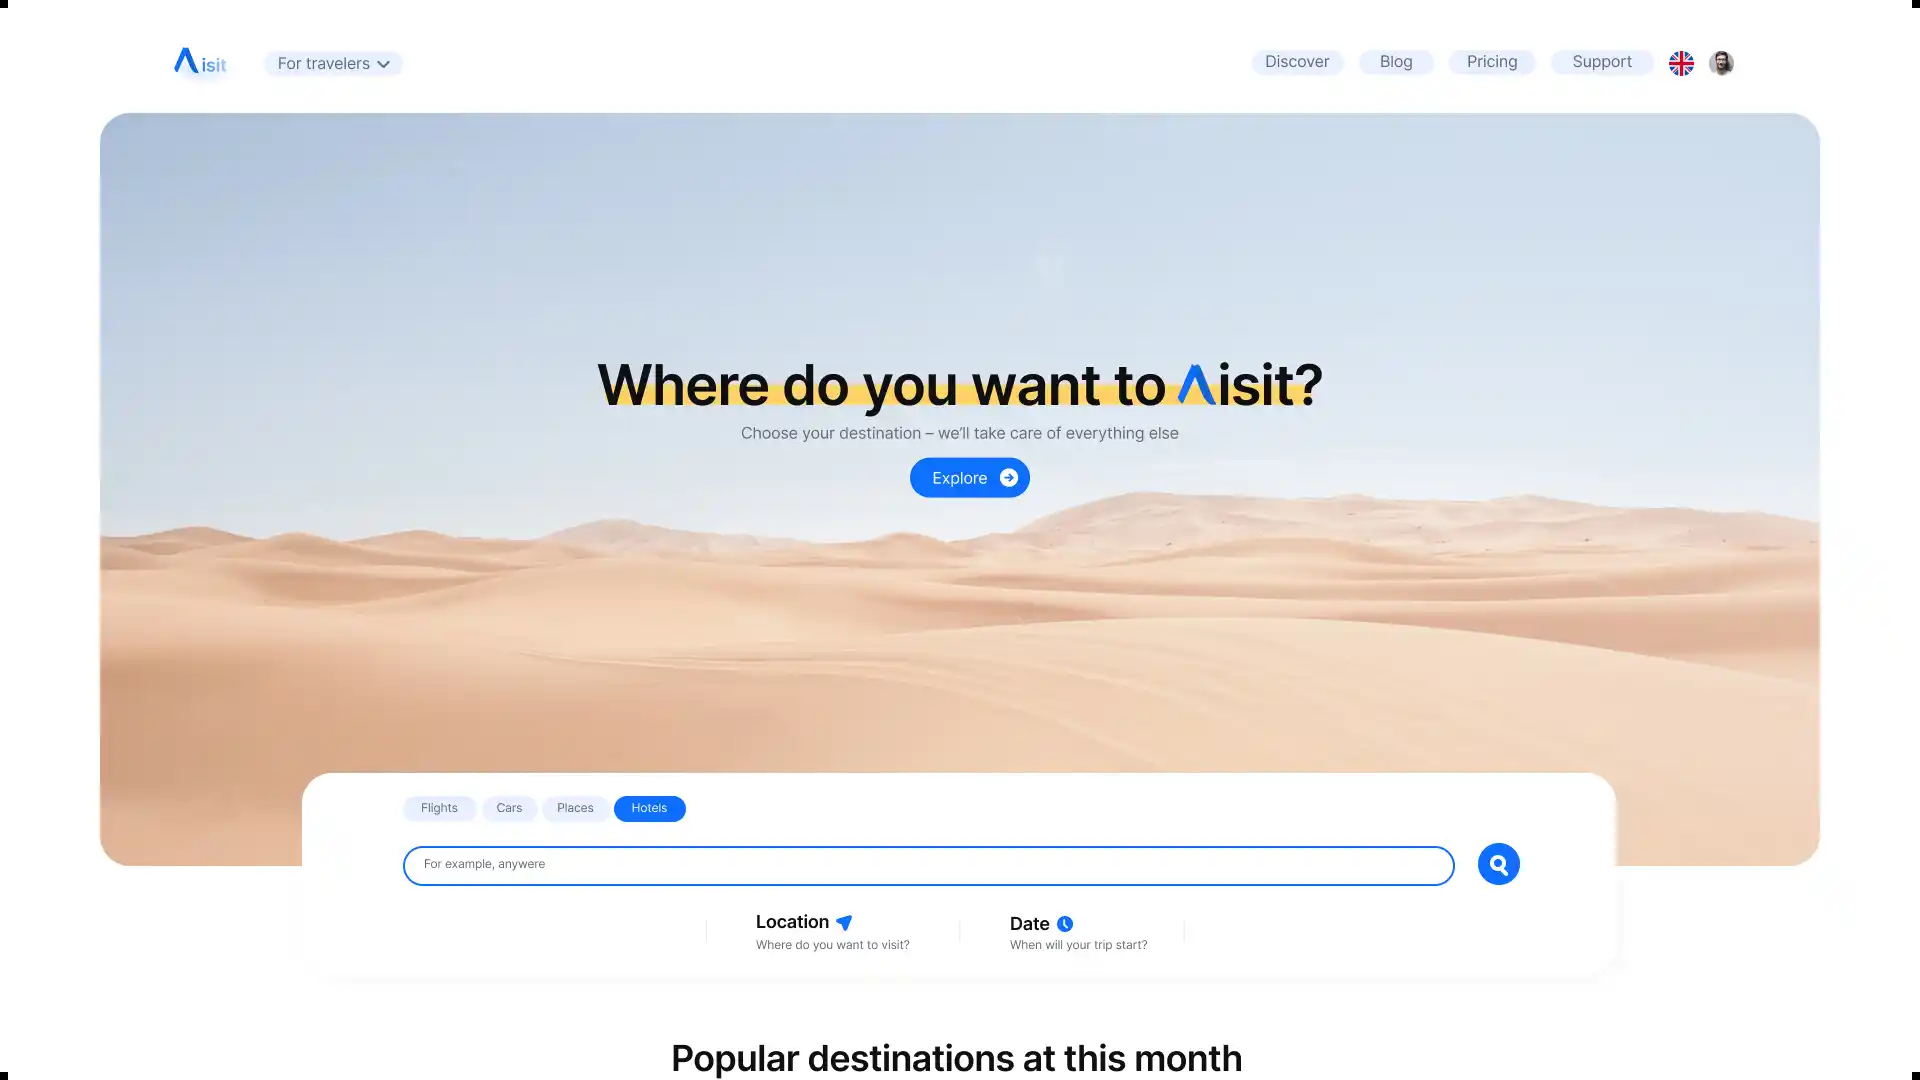 Λisit
For travelers
Discover
Blog
Pricing
Support
Where do you want to Λisit?
Choose your destination – we'll take care of everything else
Explore
Flights
Cars
Places
Hotels
For example, anywere
Location
Where do you want to visit?
Date
When will your trip start?
Popular destinations at this month